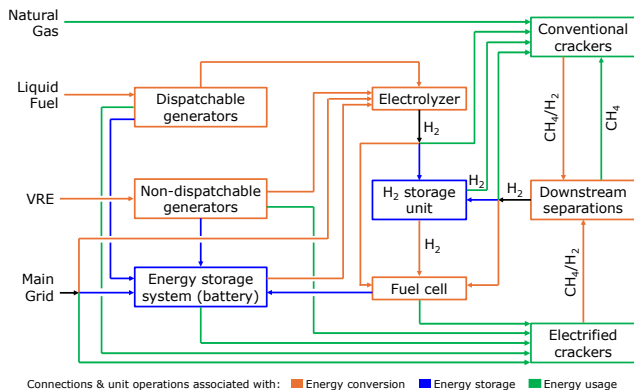 Natural
Gas
Conventional
crackers
Liquid
Fuel
Dispatchable
generators
Electrolyzer
H2
CH4/H2
CH4
VRE
Non-dispatchable
generators
H2 storage
unit
H2
H2
Downstream
separations
H2
CH4/H2
Main
Grid
Energy storage
system (battery)
Fuel cell
Electrified
crackers
Connections & unit operations associated with: Energy conversion Energy storage Energy usage